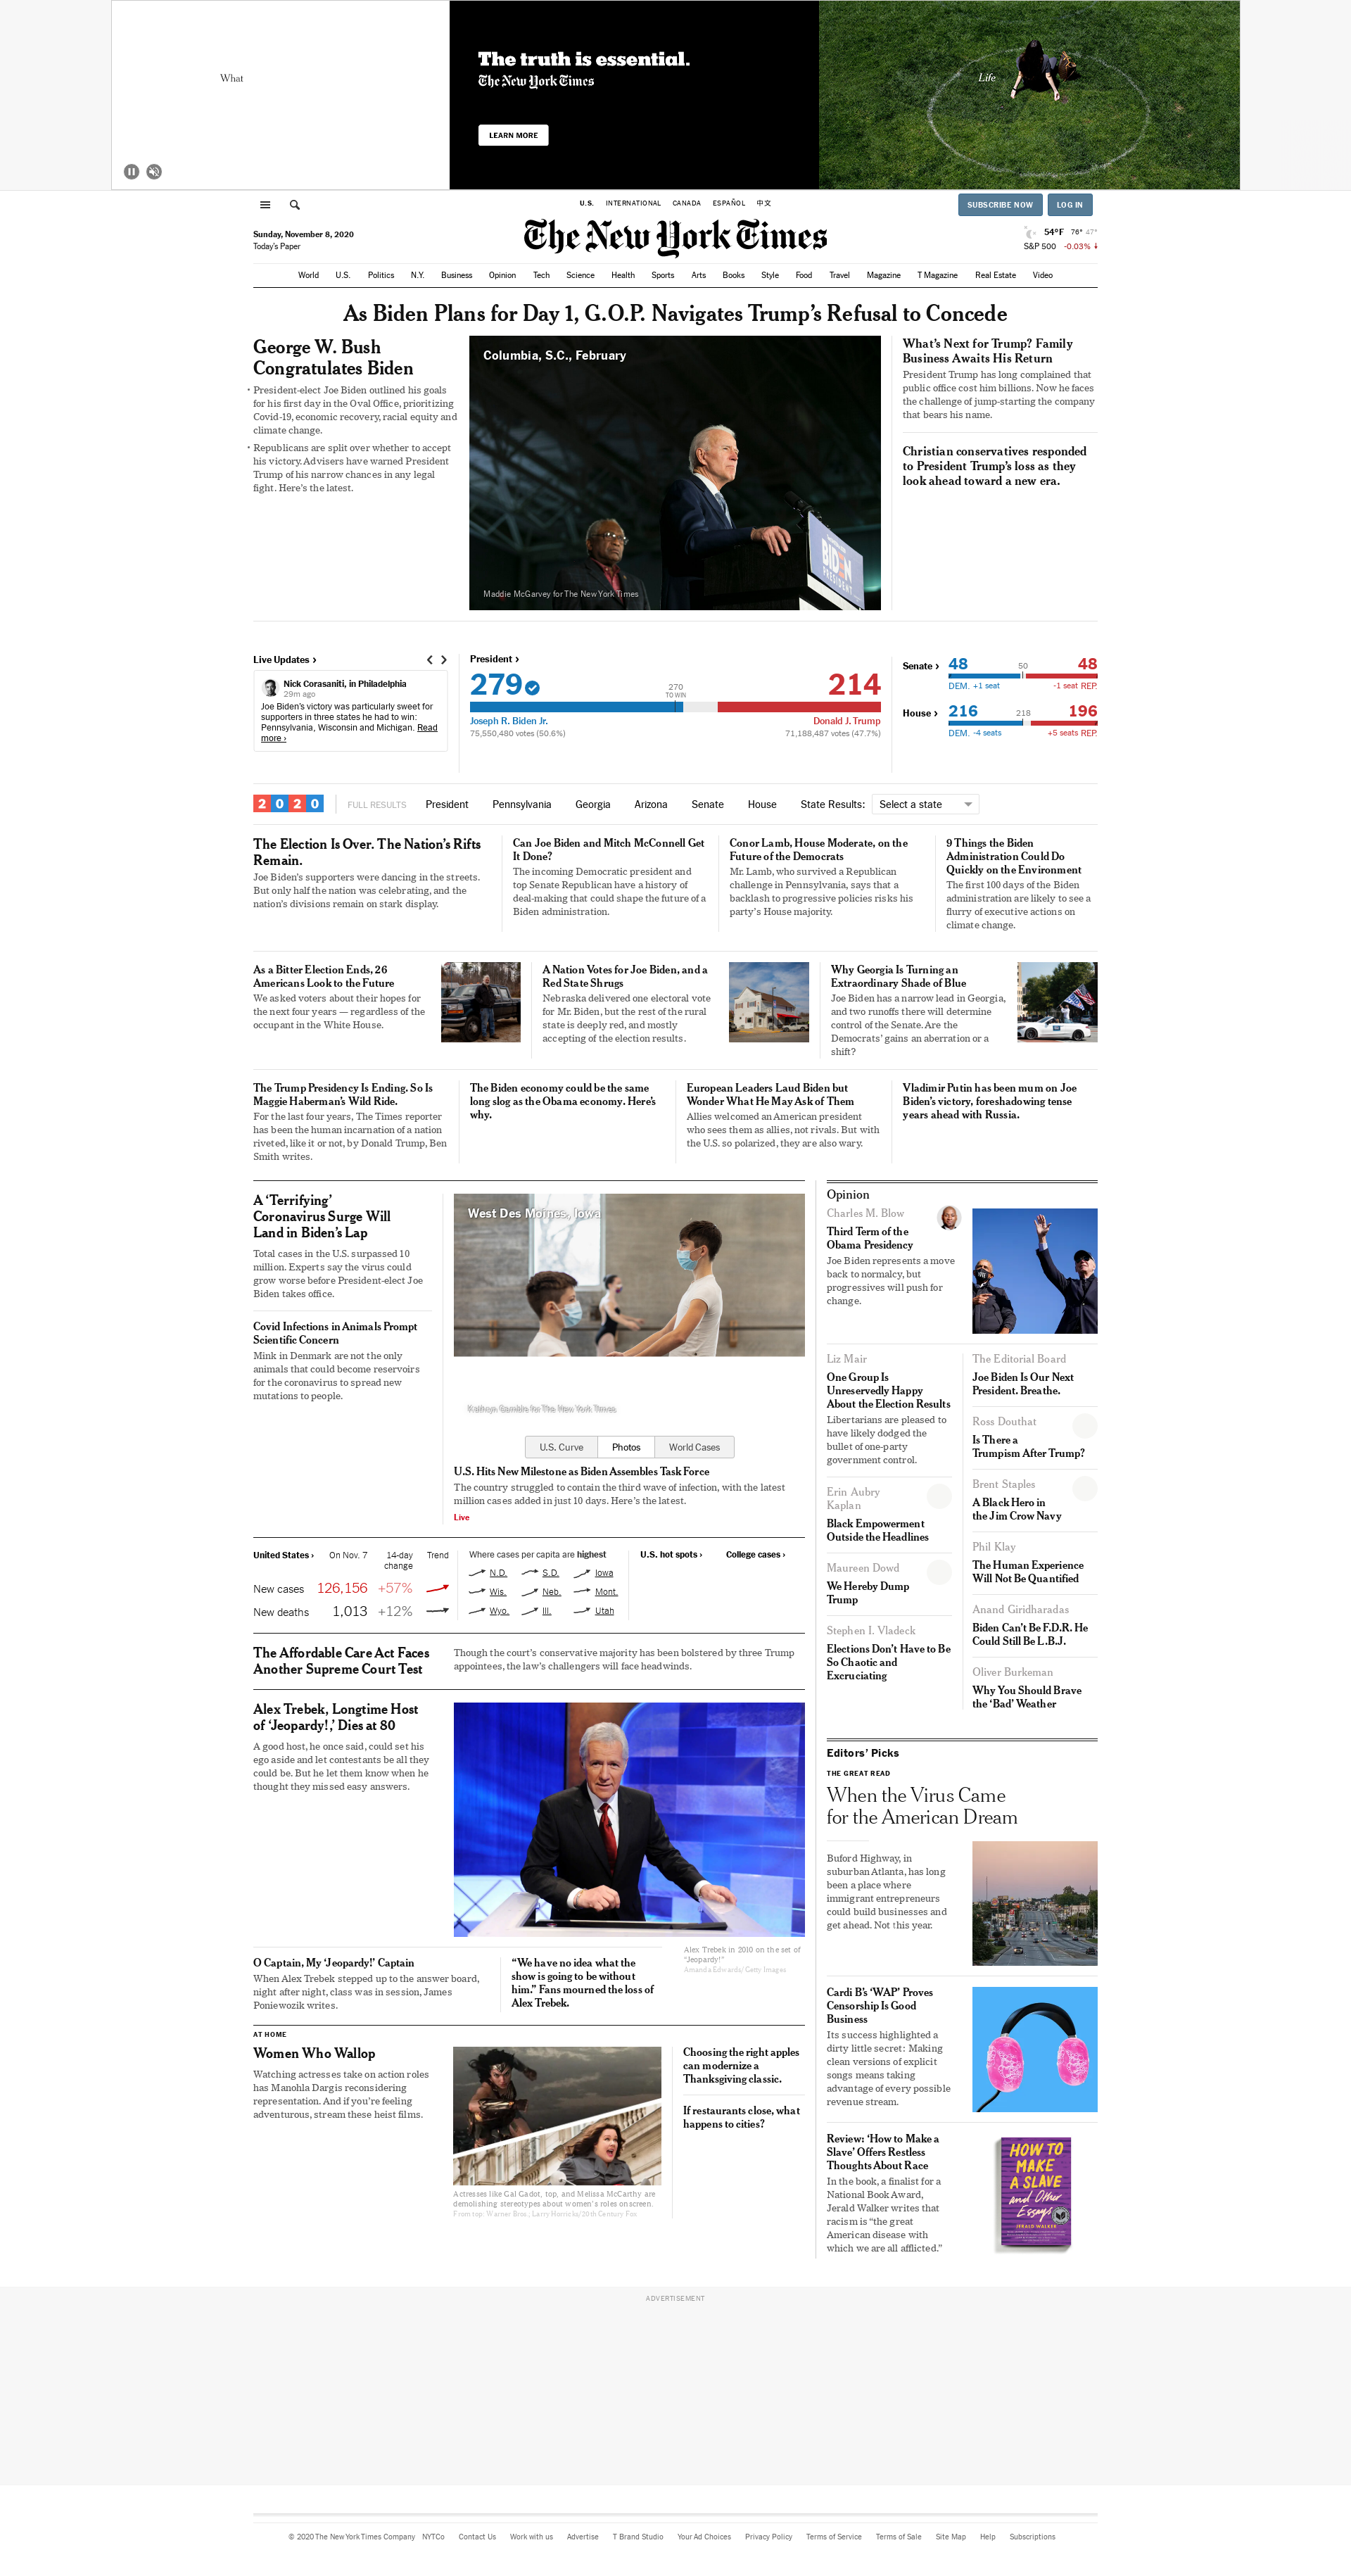 What
The truth is essential.
The New York Times
LEARN MORE
Life
U.S. INTERNATIONAL CANADA ESPAÑOL 中文
SUBSCRIBE NOW LOG IN
Sunday, November 8, 2020
Today's Paper
The New York Times
54°F 76° 47°
S&P 500 -0.03%
World U.S. Politics N.Y. Business Opinion Tech Science Health Sports Arts Books Style Food Travel Magazine T Magazine Real Estate Video
As Biden Plans for Day 1, G.O.P. Navigates Trump's Refusal to Concede
George W. Bush
Congratulates Biden
• President-elect Joe Biden outlined his goals
for his first day in the Oval Office, prioritizing
Covid-19, economic recovery, racial equity and
climate change.
• Republicans are split over whether to accept
his victory. Advisers have warned President
Trump of his narrow chances in any legal
fight. Here's the latest.
Columbia, S.C., February
BIDEN
PRESIDENT
Maddie McGarvey for The New York Times
What's Next for Trump? Family
Business Awaits His Return
President Trump has long complained that
public office cost him billions. Now he faces
the challenge of jump-starting the company
that bears his name.
Christian conservatives responded
to President Trump's loss as they
look ahead toward a new era.
Live Updates ›
Nick Corasaniti, in Philadelphia
29m ago
Joe Biden's victory was particularly sweet for
supporters in three states he had to win:
Pennsylvania, Wisconsin and Michigan. Read
more ›
President ›
279
270
TO WIN
214
Joseph R. Biden Jr.
Donald J. Trump
75,550,480 votes (50.6%)
71,188,487 votes (47.7%)
Senate › 48 50 48
DEM. +1 seat -1 seat REP.
House › 216 218 196
DEM. -4 seats +5 seats REP.
2020 FULL RESULTS President Pennsylvania Georgia Arizona Senate House State Results: Select a state
The Election Is Over. The Nation's Rifts
Remain.
Joe Biden's supporters were dancing in the streets.
But only half the nation was celebrating, and the
nation's divisions remain on stark display.
Can Joe Biden and Mitch McConnell Get
It Done?
The incoming Democratic president and
top Senate Republican have a history of
deal-making that could shape the future of a
Biden administration.
Conor Lamb, House Moderate, on the
Future of the Democrats
Mr. Lamb, who survived a Republican
challenge in Pennsylvania, says that a
backlash to progressive policies risks his
party's House majority.
9 Things the Biden
Administration Could Do
Quickly on the Environment
The first 100 days of the Biden
administration are likely to see a
flurry of executive actions on
climate change.
As a Bitter Election Ends, 26
Americans Look to the Future
We asked voters about their hopes for
the next four years — regardless of the
occupant in the White House.
A Nation Votes for Joe Biden, and a
Red State Shrugs
Nebraska delivered one electoral vote
for Mr. Biden, but the rest of the rural
state is deeply red, and mostly
accepting of the election results.
Why Georgia Is Turning an
Extraordinary Shade of Blue
Joe Biden has a narrow lead in Georgia,
and two runoffs there will determine
control of the Senate. Are the
Democrats' gains an aberration or a
shift?
The Trump Presidency Is Ending. So Is
Maggie Haberman's Wild Ride.
For the last four years, The Times reporter
has been the human incarnation of a nation
riveted, like it or not, by Donald Trump, Ben
Smith writes.
The Biden economy could be the same
long slog as the Obama economy. Here's
why.
European Leaders Laud Biden but
Wonder What He May Ask of Them
Allies welcomed an American president
who sees them as allies, not rivals. But with
the U.S. so polarized, they are also wary.
Vladimir Putin has been mum on Joe
Biden's victory, foreshadowing tense
years ahead with Russia.
A 'Terrifying'
Coronavirus Surge Will
Land in Biden's Lap
Total cases in the U.S. surpassed 10
million. Experts say the virus could
grow worse before President-elect Joe
Biden takes office.
Covid Infections in Animals Prompt
Scientific Concern
Mink in Denmark are not the only
animals that could become reservoirs
for the coronavirus to spread new
mutations to people.
West Des Moines, Iowa
Kathryn Gamble for The New York Times
U.S. Curve Photos World Cases
U.S. Hits New Milestone as Biden Assembles Task Force
The country struggled to contain the third wave of infection, with the latest
million cases added in just 10 days. Here's the latest.
Live
United States › On Nov. 7 14-day Trend
change
New cases 126,156 +57%
New deaths 1,013 +12%
Where cases per capita are highest
N.D. S.D. Iowa
Wis. Neb. Mont.
Wyo. Ill. Utah
U.S. hot spots › College cases ›
The Affordable Care Act Faces
Another Supreme Court Test
Though the court's conservative majority has been bolstered by three Trump
appointees, the law's challengers will face headwinds.
Alex Trebek, Longtime Host
of 'Jeopardy!,' Dies at 80
A good host, he once said, could set his
ego aside and let contestants be all they
could be. But he let them know when he
thought they missed easy answers.
Alex Trebek in 2010 on the set of
"Jeopardy!"
Amanda Edwards/Getty Images
O Captain, My 'Jeopardy!' Captain
When Alex Trebek stepped up to the answer board,
night after night, class was in session, James
Poniewozik writes.
"We have no idea what the
show is going to be without
him." Fans mourned the loss of
Alex Trebek.
AT HOME
Women Who Wallop
Watching actresses take on action roles
has Manohla Dargis reconsidering
representation. And if you're feeling
adventurous, stream these heist films.
Actresses like Gal Gadot, top, and Melissa McCarthy are
demolishing stereotypes about women's roles onscreen.
From top: Warner Bros.; Larry Horricks/20th Century Fox
Choosing the right apples
can modernize a
Thanksgiving classic.
If restaurants close, what
happens to cities?
Opinion
Charles M. Blow
Third Term of the
Obama Presidency
Joe Biden represents a move
back to normalcy, but
progressives will push for
change.
Liz Mair
One Group Is
Unreservedly Happy
About the Election Results
Libertarians are pleased to
have likely dodged the
bullet of one-party
government control.
Erin Aubry
Kaplan
Black Empowerment
Outside the Headlines
Maureen Dowd
We Hereby Dump
Trump
Stephen I. Vladeck
Elections Don't Have to Be
So Chaotic and
Excruciating
The Editorial Board
Joe Biden Is Our Next
President. Breathe.
Ross Douthat
Is There a
Trumpism After Trump?
Brent Staples
A Black Hero in
the Jim Crow Navy
Phil Klay
The Human Experience
Will Not Be Quantified
Anand Giridharadas
Biden Can't Be F.D.R. He
Could Still Be L.B.J.
Oliver Burkeman
Why You Should Brave
the 'Bad' Weather
Editors' Picks
THE GREAT READ
When the Virus Came
for the American Dream
Buford Highway, in
suburban Atlanta, has long
been a place where
immigrant entrepreneurs
could build businesses and
get ahead. Not this year.
Cardi B's 'WAP' Proves
Censorship Is Good
Business
Its success highlighted a
dirty little secret: Making
clean versions of explicit
songs means taking
advantage of every possible
revenue stream.
Review: 'How to Make a
Slave' Offers Restless
Thoughts About Race
In the book, a finalist for a
National Book Award,
Jerald Walker writes that
racism is "the great
American disease with
which we are all afflicted."
HOW TO
MAKE
A SLAVE
and Other
Essays
JERALD WALKER
ADVERTISEMENT
© 2020 The New York Times Company NYTCo Contact Us Work with us Advertise T Brand Studio Your Ad Choices Privacy Policy Terms of Service Terms of Sale Site Map Help Subscriptions